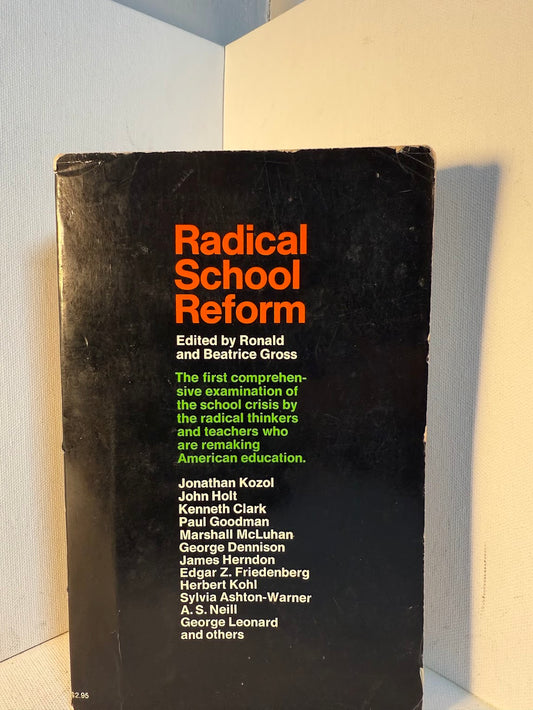 Radical
School
Reform
Edited by Ronald
and Beatrice Gross
The first comprehen-
sive examination of
the school crisis by
the radical thinkers
and teachers who
are remaking
American education.
Jonathan Kozol
John Holt
Kenneth Clark
Paul Goodman
Marshall McLuhan
George Dennison
James Herndon
Edgar Z. Friedenberg
Herbert Kohl
Sylvia Ashton-Warner
A. S. Neill
George Leonard
and others
$2.95